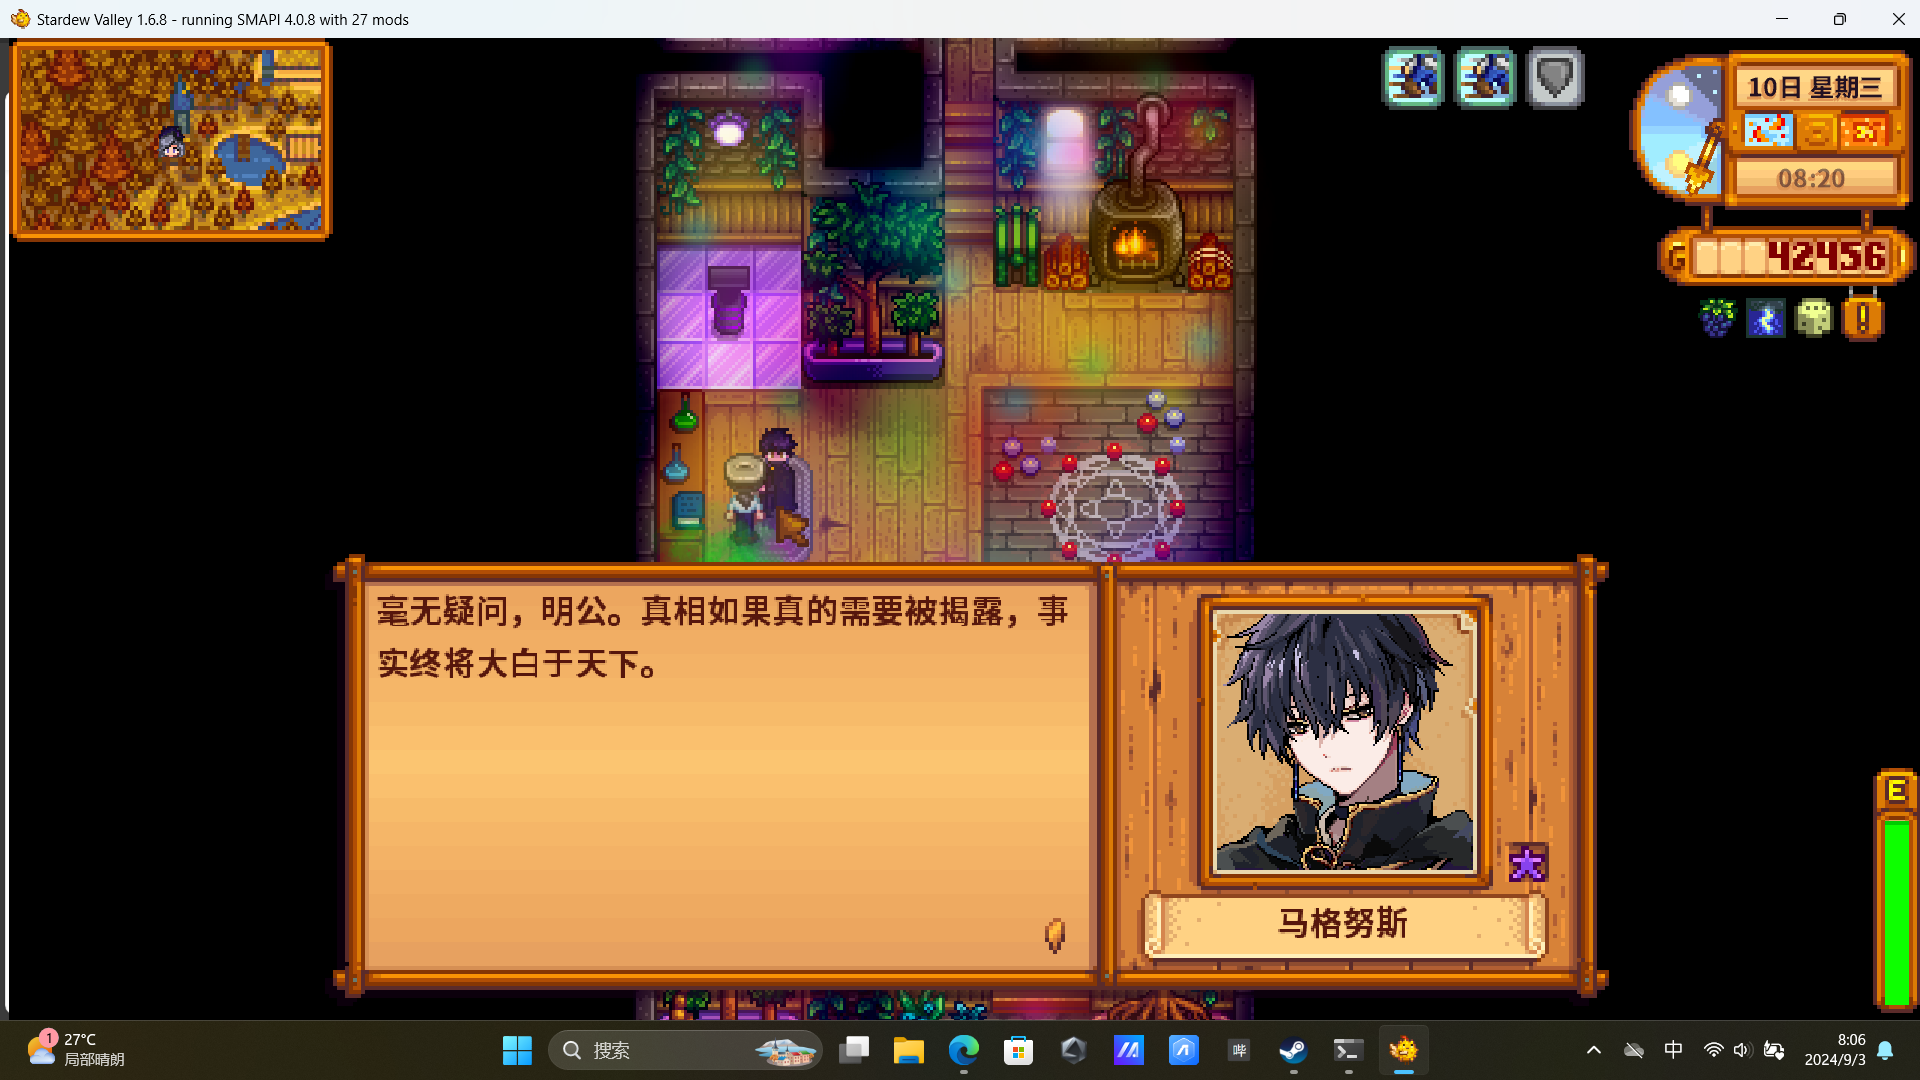 Stardew Valley 1.6.8 - running SMAPI 4.0.8 with 27 mods
10日 星期三
08:20
G
42456
毫无疑问，明公。真相如果真的需要被揭露，事
实终将大白于天下。
马格努斯
E
1
27°C
局部晴朗
搜索
哔
中
8:06
2024/9/3